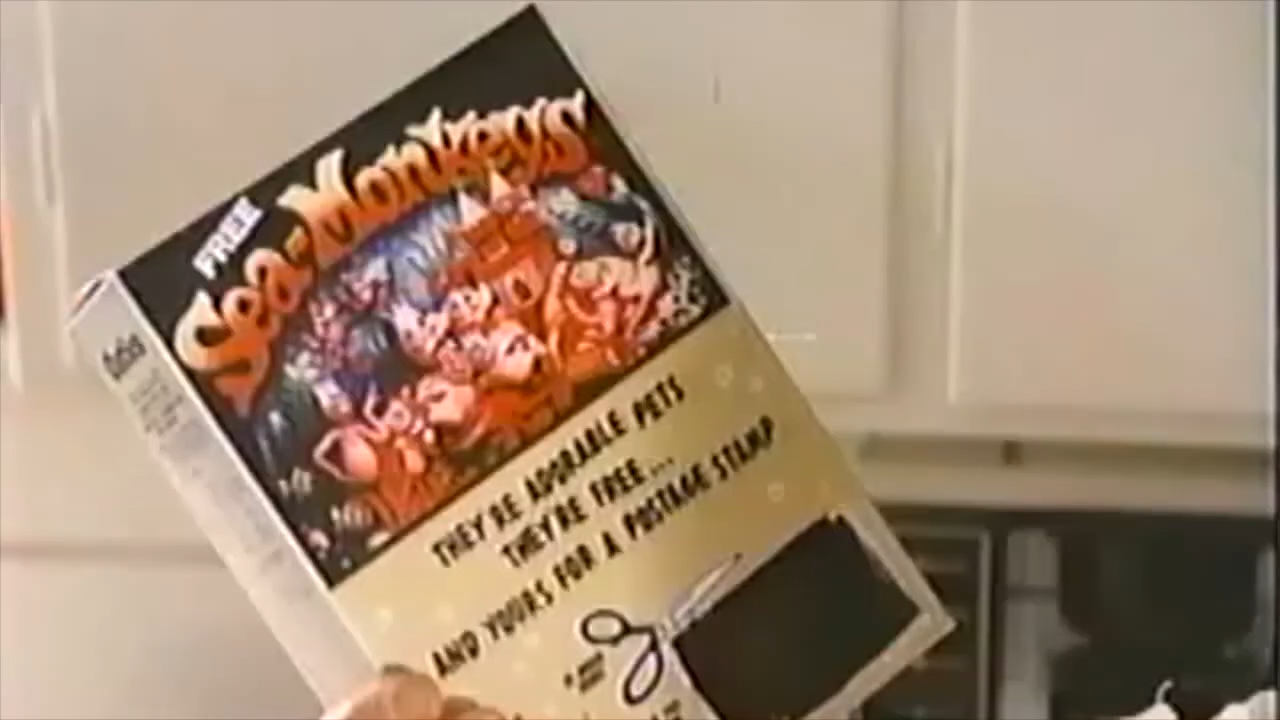 FREE
Sea-Monkeys
THEY'RE ADORABLE PETS
THEY'RE FREE...
AND YOURS FOR A POSTAGE STAMP